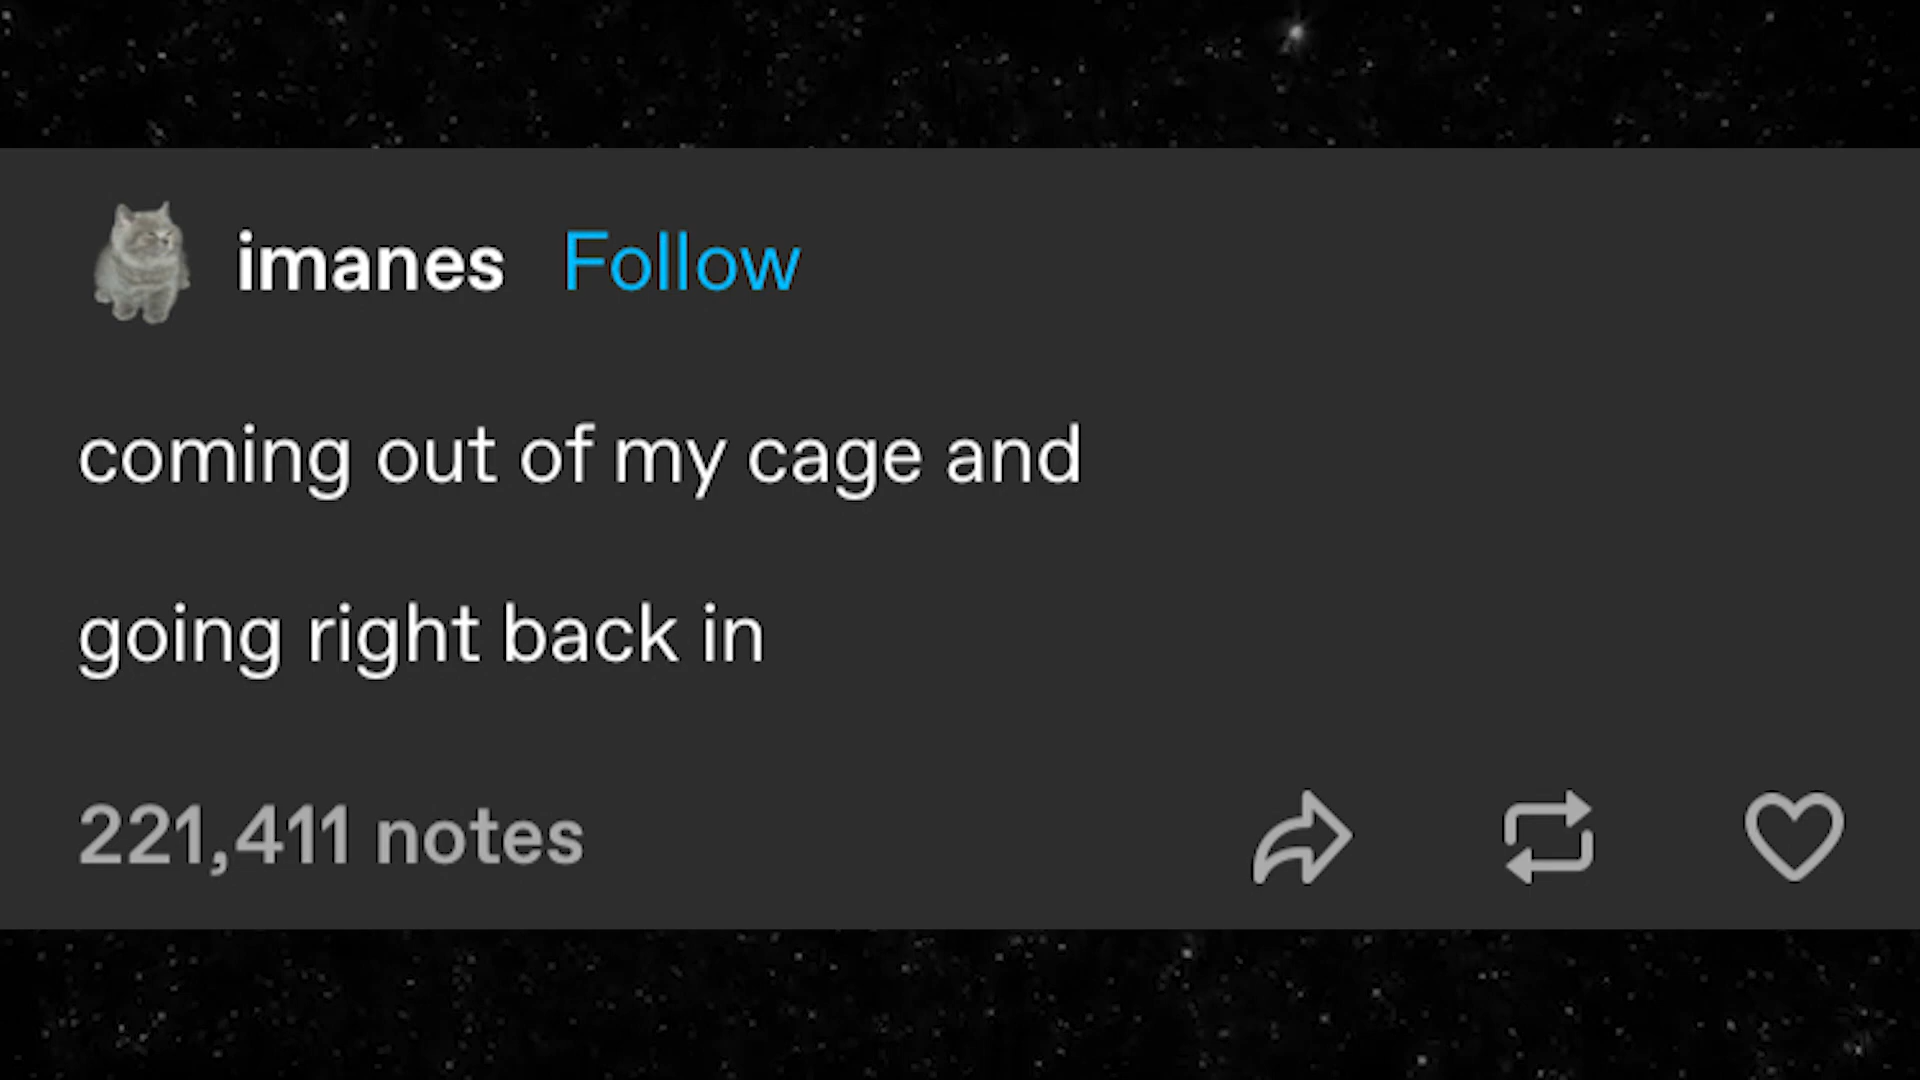 imanes Follow
coming out of my cage and
going right back in
221,411 notes